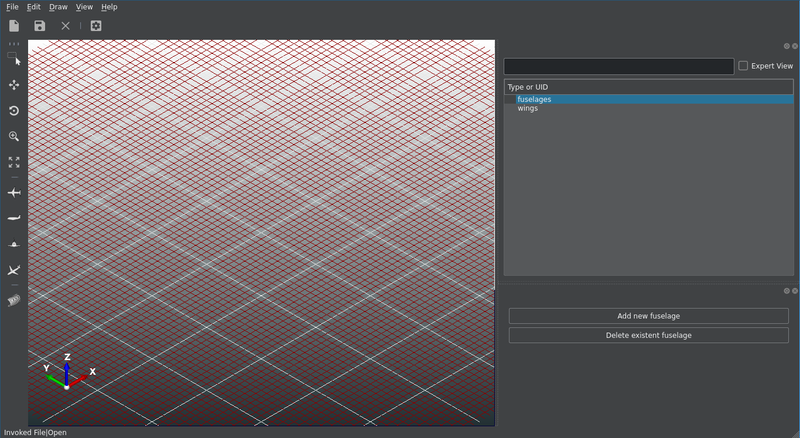 File Edit Draw View Help
Expert View
Type or UID
fuselages
wings
Add new fuselage
Delete existent fuselage
Z
Y X
Invoked File|Open